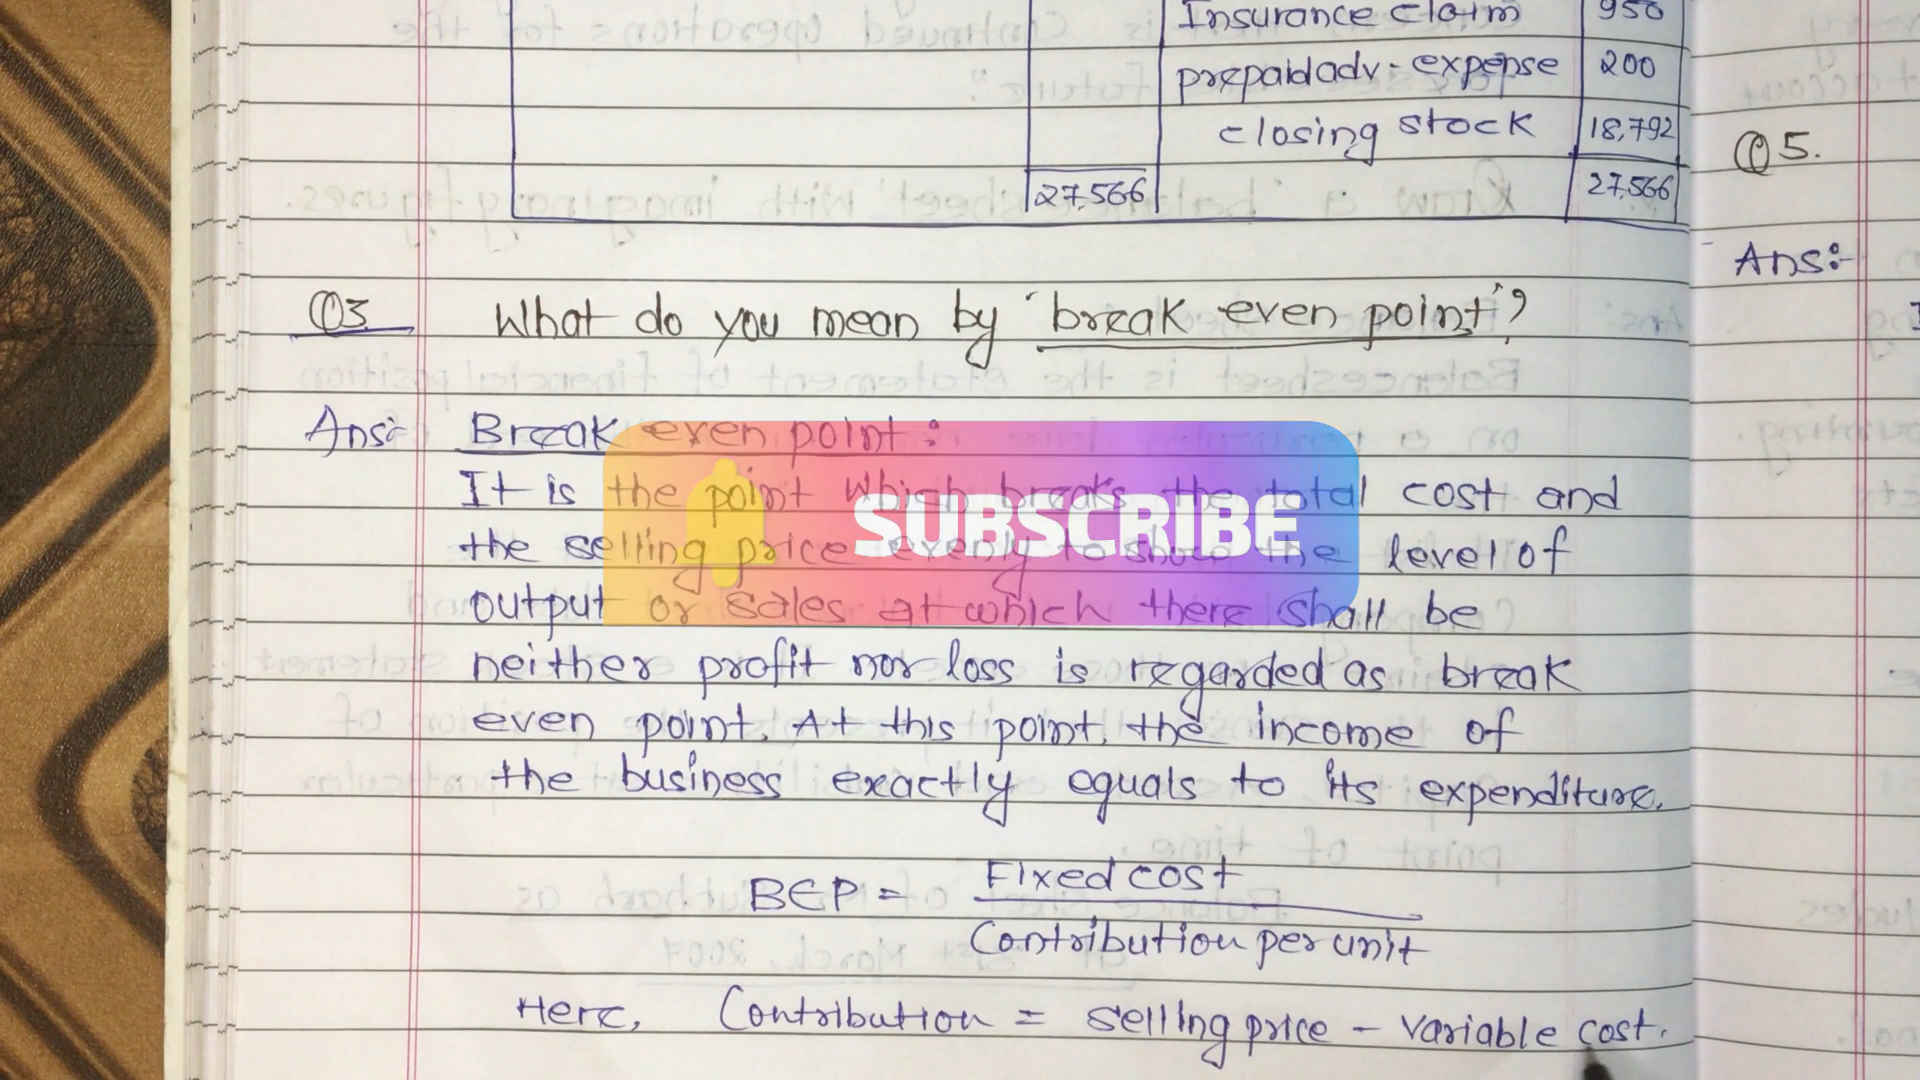 Insurance claim 950
prepaid adv. expense 200
closing stock 18,792
27,566 27,566
Q3 What do you mean by 'break even point'?
Ans:- Break even point:
It is the point which breaks the total cost and
the selling price evenly to show the level of
output or sales at which there shall be
neither profit nor loss is regarded as break
even point. At this point, the income of
the business exactly equals to its expenditure.
BEP = Fixed cost
Contribution per unit
Here, Contribution = selling price - variable cost.
SUBSCRIBE
Q5.
Ans:-